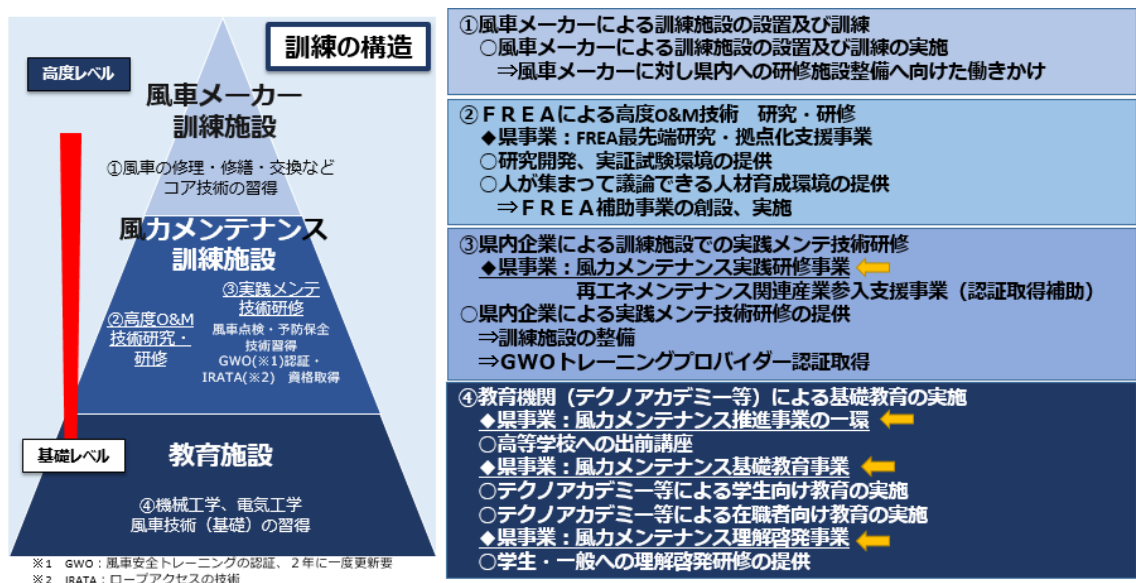 訓練の構造
高度レベル
風車メーカー
訓練施設
①風車の修理・修繕・交換など
コア技術の習得
風力メンテナンス
訓練施設
②高度O&M
技術研究・
研修
③実践メンテ
技術研修
風車点検・予防保全
技術習得
GWO(※1)認証・
IRATA(※2) 資格取得
基礎レベル
教育施設
④機械工学、電気工学
風車技術（基礎）の習得
※1 GWO：風車安全トレーニングの認証、２年に一度更新要
※2 IRATA：ロープアクセスの技術
①風車メーカーによる訓練施設の設置及び訓練
○風車メーカーによる訓練施設の設置及び訓練の実施
⇒風車メーカーに対し県内への研修施設整備へ向けた働きかけ
②ＦＲＥＡによる高度O&M技術 研究・研修
◆県事業：FREA最先端研究・拠点化支援事業
○研究開発、実証試験環境の提供
○人が集まって議論できる人材育成環境の提供
⇒ＦＲＥＡ補助事業の創設、実施
③県内企業による訓練施設での実践メンテ技術研修
◆県事業：風力メンテナンス実践研修事業
再エネメンテナンス関連産業参入支援事業（認証取得補助）
○県内企業による実践メンテ技術研修の提供
⇒訓練施設の整備
⇒GWOトレーニングプロバイダー認証取得
④教育機関（テクノアカデミー等）による基礎教育の実施
◆県事業：風力メンテナンス推進事業の一環
○高等学校への出前講座
◆県事業：風力メンテナンス基礎教育事業
○テクノアカデミー等による学生向け教育の実施
○テクノアカデミー等による在職者向け教育の実施
◆県事業：風力メンテナンス理解啓発事業
○学生・一般への理解啓発研修の提供